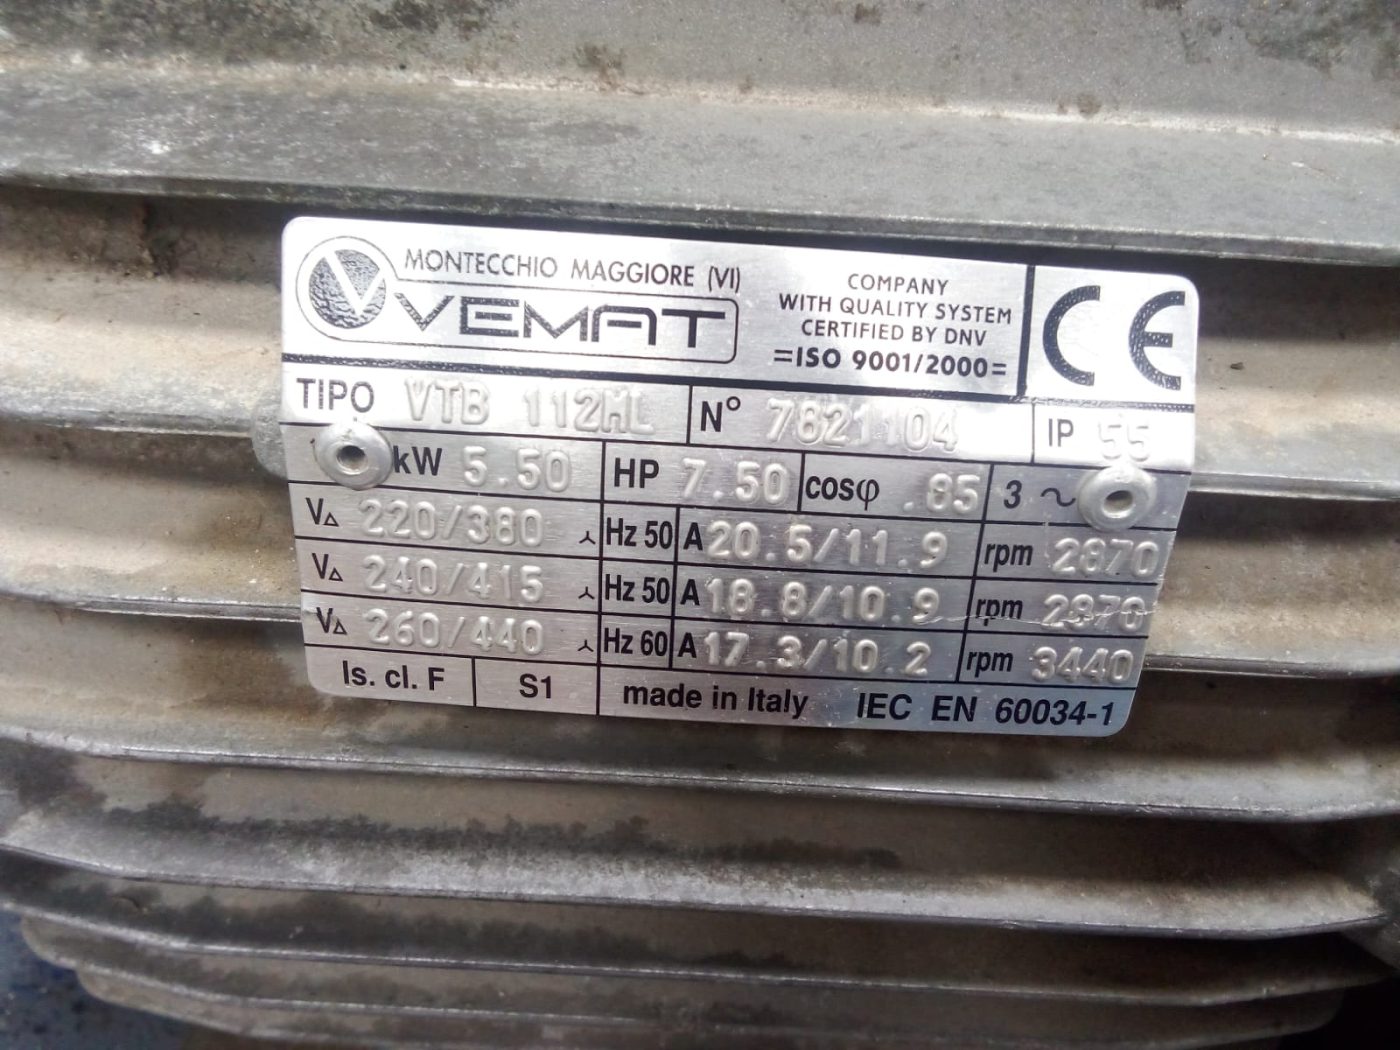 MONTECCHIO MAGGIORE (VI)
VEMAT
COMPANY
WITH QUALITY SYSTEM
CERTIFIED BY DNV
=ISO 9001/2000=
CE
TIPO VTB 112ML N° 7821104 IP 55
kW 5.50 HP 7.50 cosφ .85 3 ~
V△ 220/380 ⅄ Hz 50 A 20.5/11.9 rpm 2870
V△ 240/415 ⅄ Hz 50 A 18.8/10.9 rpm 2870
V△ 260/440 ⅄ Hz 60 A 17.3/10.2 rpm 3440
Is. cl. F S1 made in Italy IEC EN 60034-1